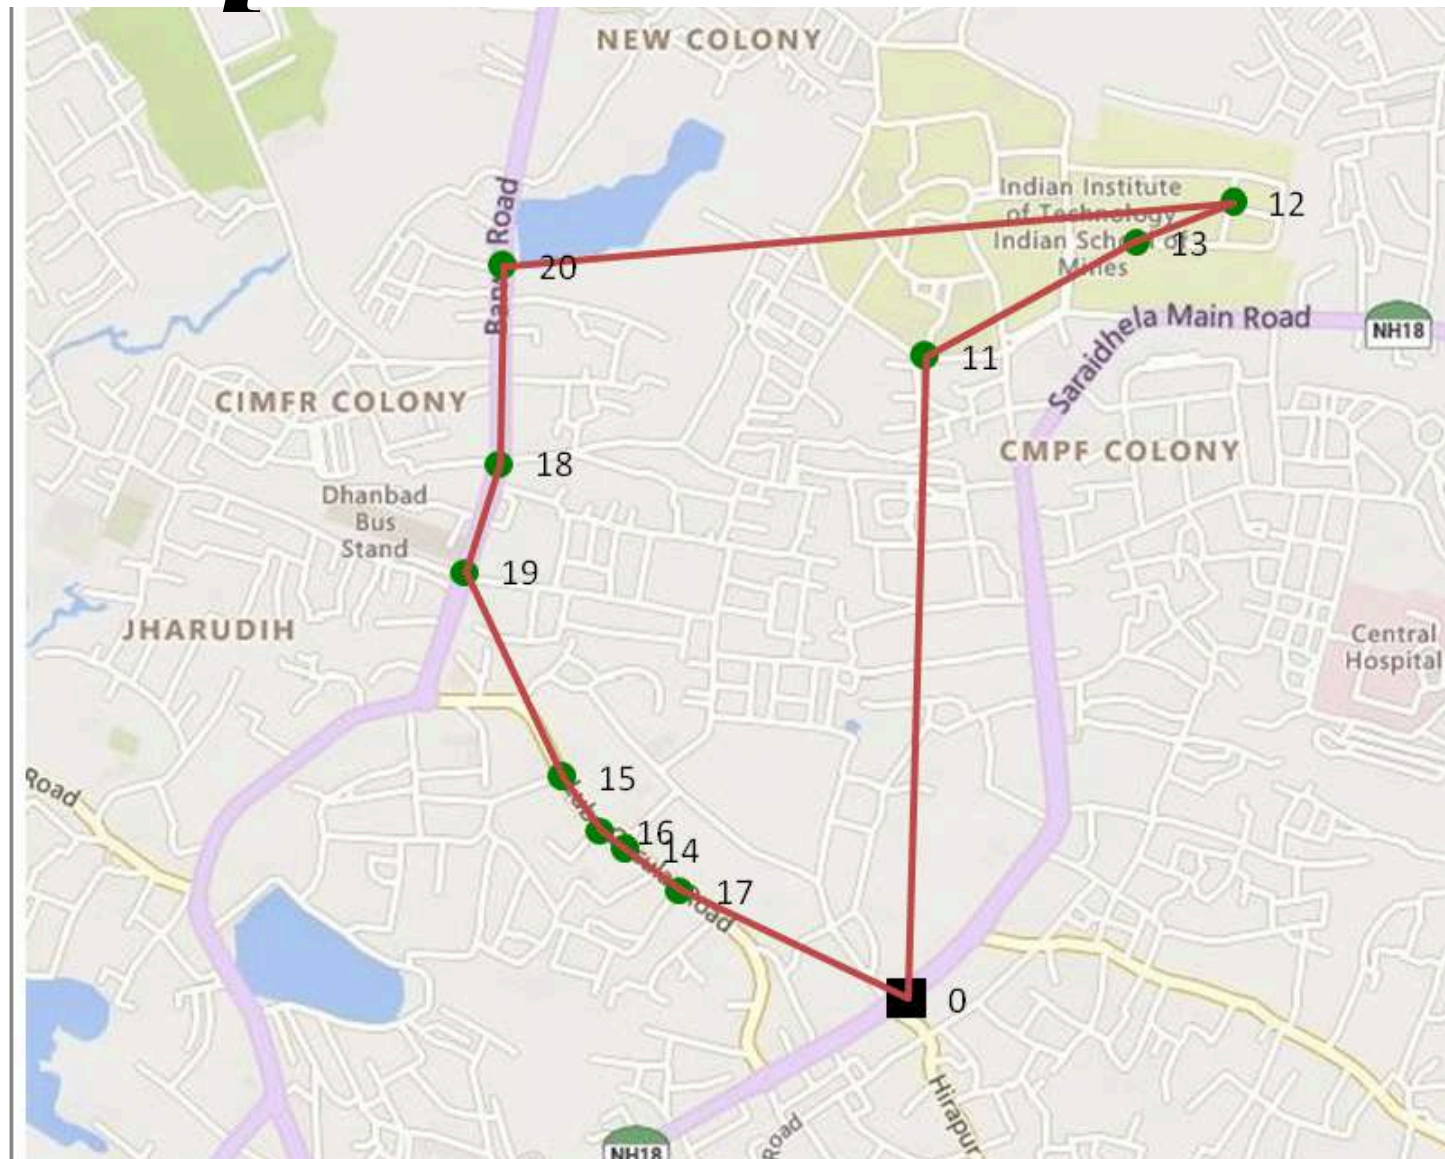 NEW COLONY
Indian Institute
of Technology
Indian School of
Mines
12
13
Road
20
Saraidhela Main Road
NH18
11
CIMFR COLONY
CMPF COLONY
18
Dhanbad
Bus
Stand
19
JHARUDIH
Central
Hospital
15
Road
16
14
17
Road
0
Hirapur
Road
NH18